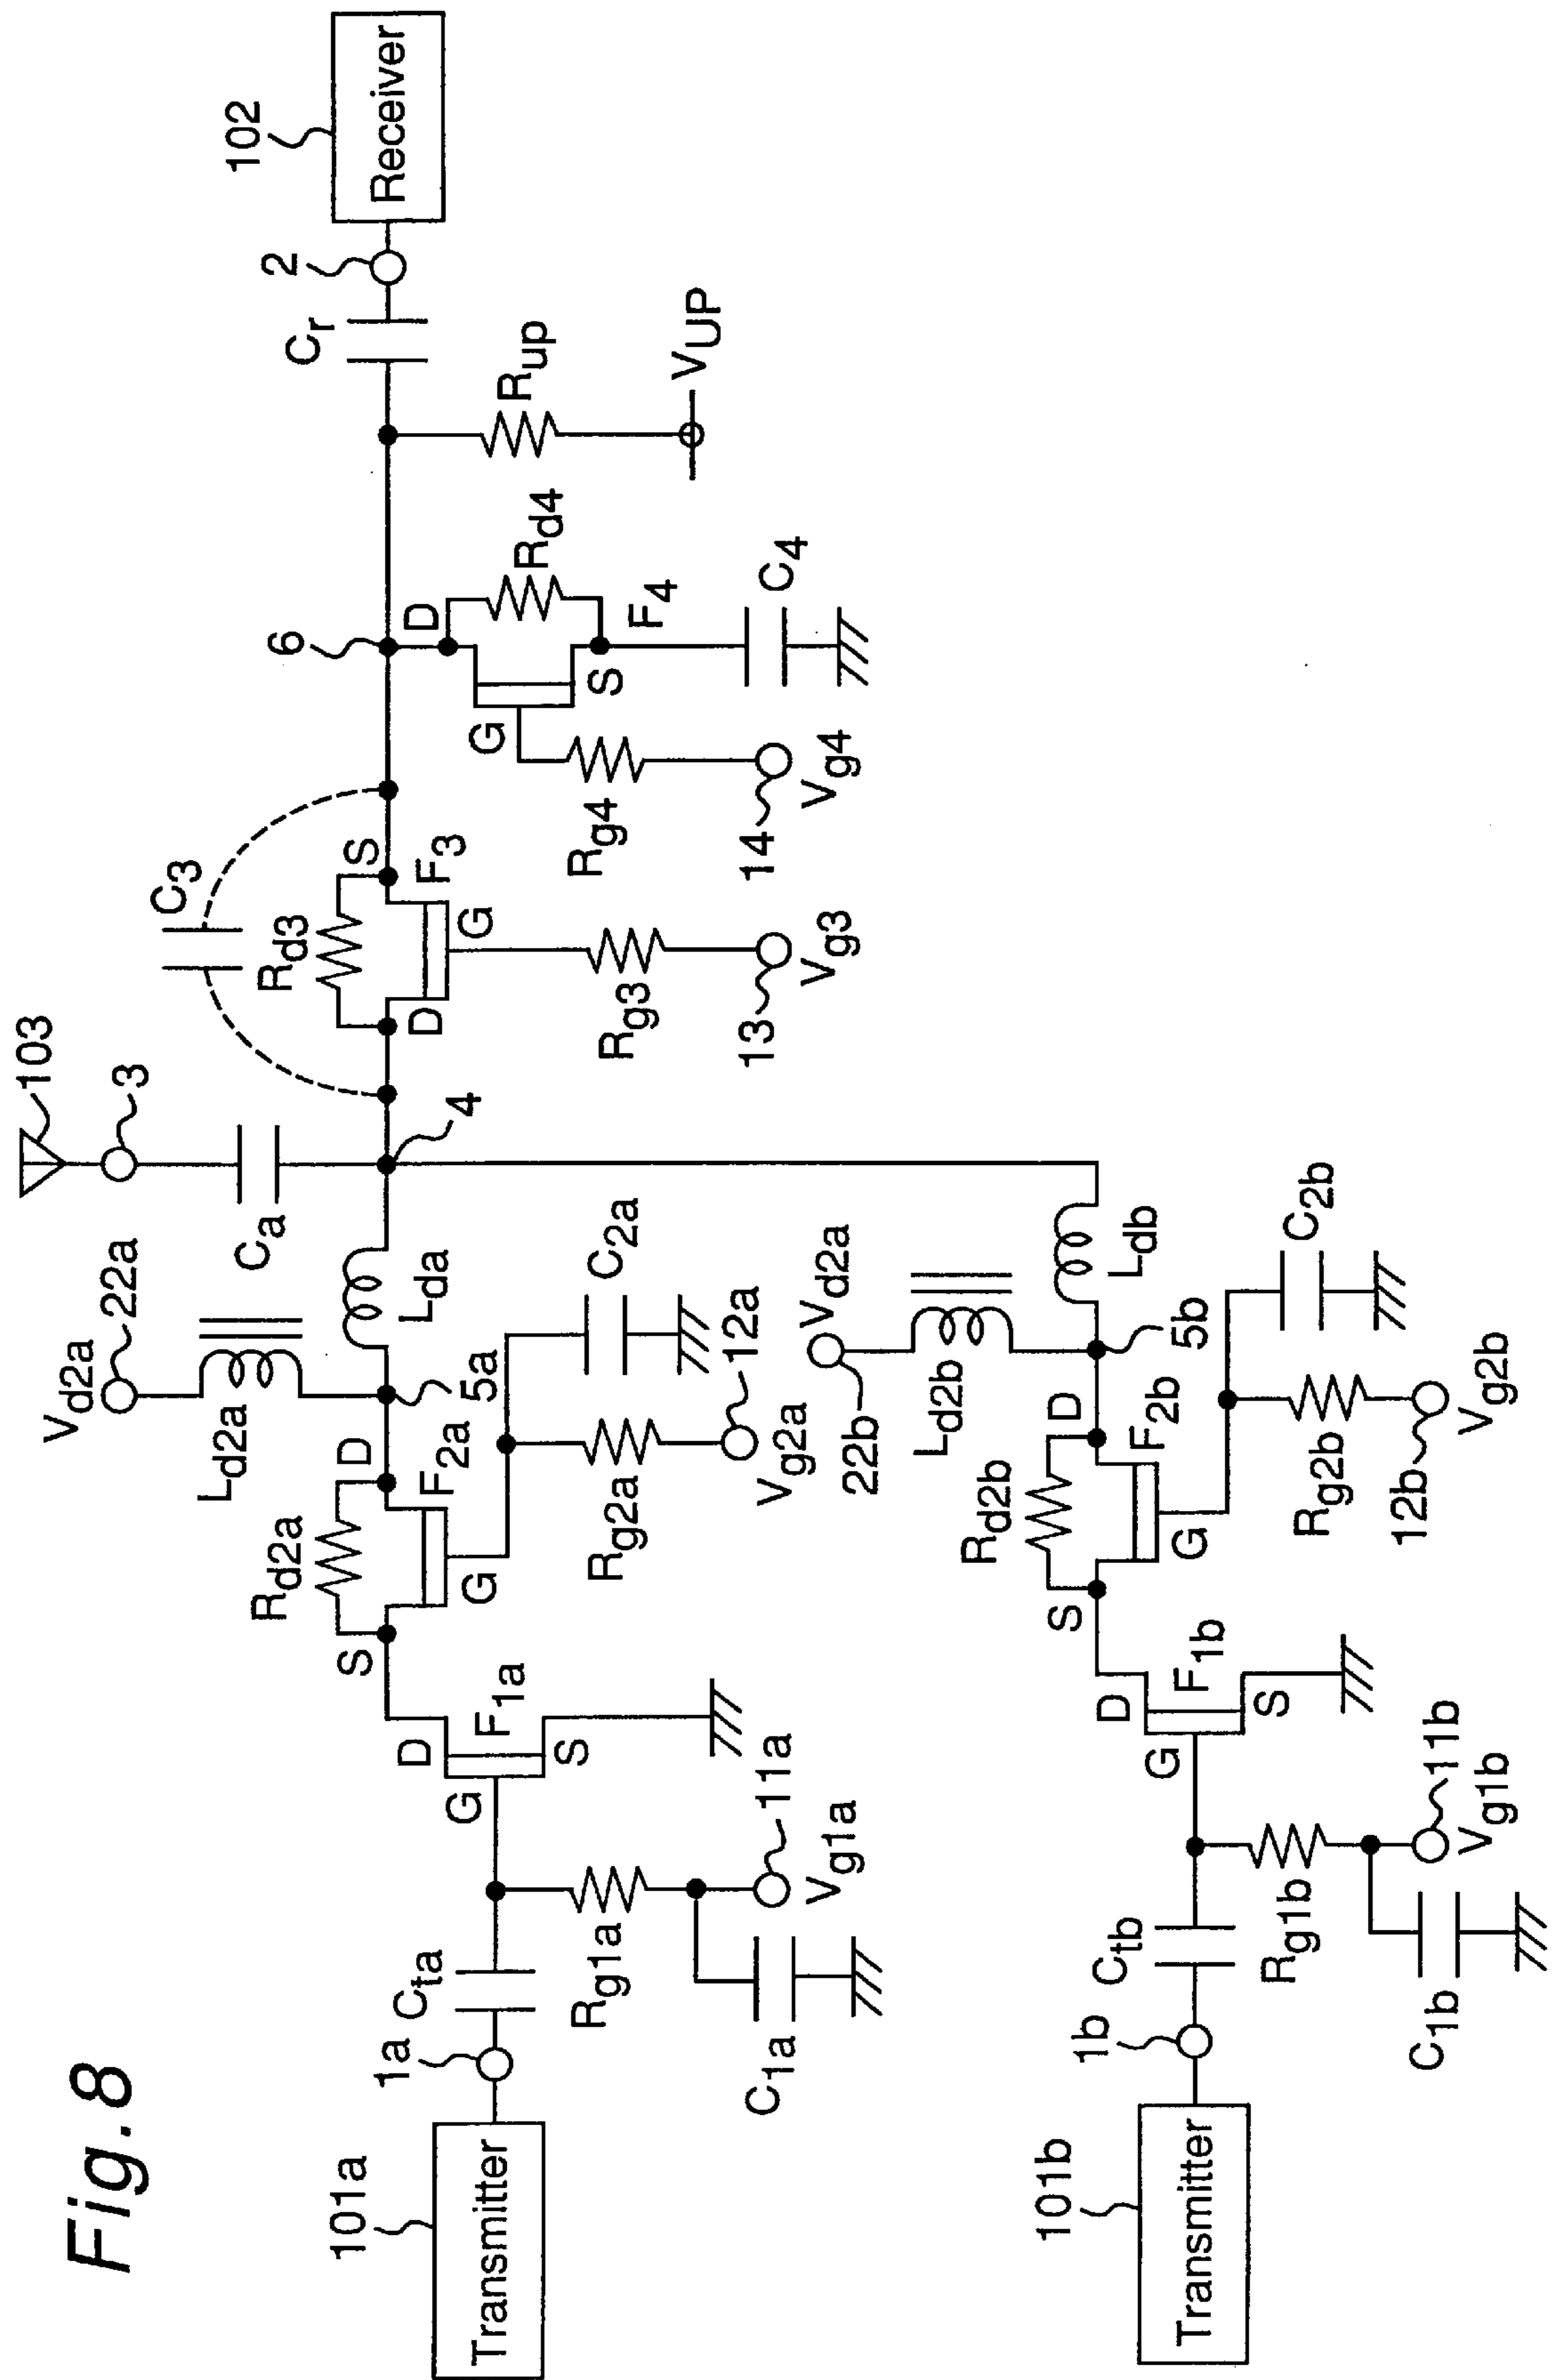 Fig.8
101a
Transmitter
1a
Cta
Rg1a
C1a
11a
Vg1a
G
D
F1a
S
S
Rd2a
D
F2a
G
Rg2a
12a
Vg2a
C2a
Vd2a
22a
Ld2a
5a
Lda
Ca
3
103
4
C3
Rd3
D
S
F3
G
Rg3
13
Vg3
6
D
Rd4
F4
S
G
Rg4
14
Vg4
C4
Rup
VUP
Cr
2
102
Receiver
101b
Transmitter
1b
Ctb
Rg1b
C1b
11b
Vg1b
G
D
F1b
S
S
Rd2b
D
F2b
G
Rg2b
12b
Vg2b
C2b
Vd2a
22b
Ld2b
5b
Ldb